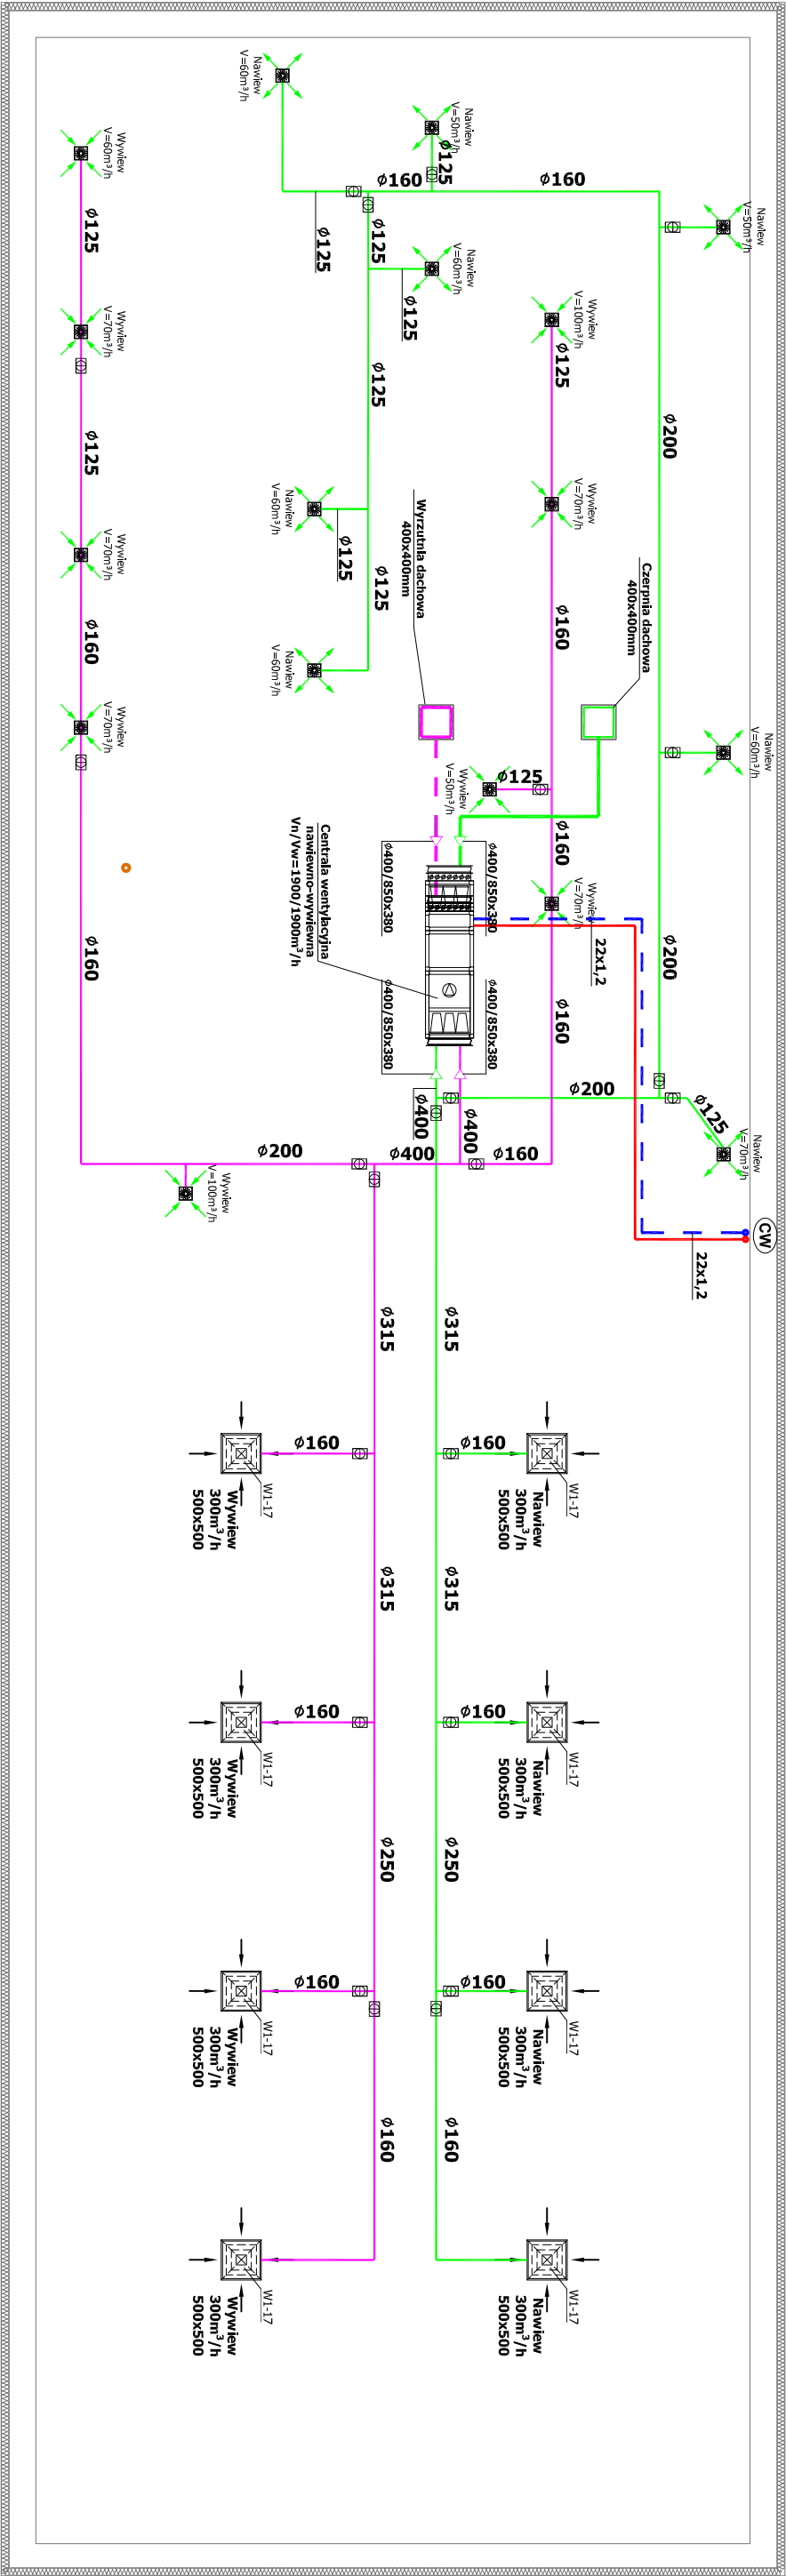 Nawiew
V=60m³/h
Nawiew
V=50m³/h
Wywiew
V=60m³/h
ϕ125
ϕ160
ϕ160
Nawiew
V=50m³/h
ϕ125
ϕ125
ϕ125
Nawiew
V=60m³/h
ϕ125
Wywiew
V=70m³/h
Wywiew
V=100m³/h
ϕ125
ϕ125
ϕ200
ϕ125
Nawiew
V=60m³/h
ϕ125
Wyrzutnia dachowa
400x400mm
Wywiew
V=70m³/h
Wywiew
V=70m³/h
ϕ125
ϕ160
ϕ160
Czerpnia dachowa
400x400mm
Nawiew
V=60m³/h
Wywiew
V=70m³/h
Nawiew
V=60m³/h
Wywiew
V=50m³/h
ϕ125
ϕ160
Centrala wentylacyjna
nawiewno-wywiewna
Vn/Vw=1900/1900m³/h
ϕ400/850x380
ϕ400/850x380
Wywiew
V=70m³/h
22x1,2
ϕ160
ϕ200
ϕ400/850x380
ϕ400/850x380
ϕ160
ϕ200
ϕ125
ϕ400
ϕ400
Nawiew
V=70m³/h
ϕ200
ϕ400
ϕ160
Wywiew
V=100m³/h
CW
22x1,2
ϕ315
ϕ315
ϕ160
ϕ160
W1-17
Wywiew
300m³/h
500x500
W1-17
Nawiew
300m³/h
500x500
ϕ315
ϕ315
ϕ160
ϕ160
W1-17
Wywiew
300m³/h
500x500
W1-17
Nawiew
300m³/h
500x500
ϕ250
ϕ250
ϕ160
ϕ160
W1-17
Wywiew
300m³/h
500x500
W1-17
Nawiew
300m³/h
500x500
ϕ160
ϕ160
W1-17
Wywiew
300m³/h
500x500
W1-17
Nawiew
300m³/h
500x500